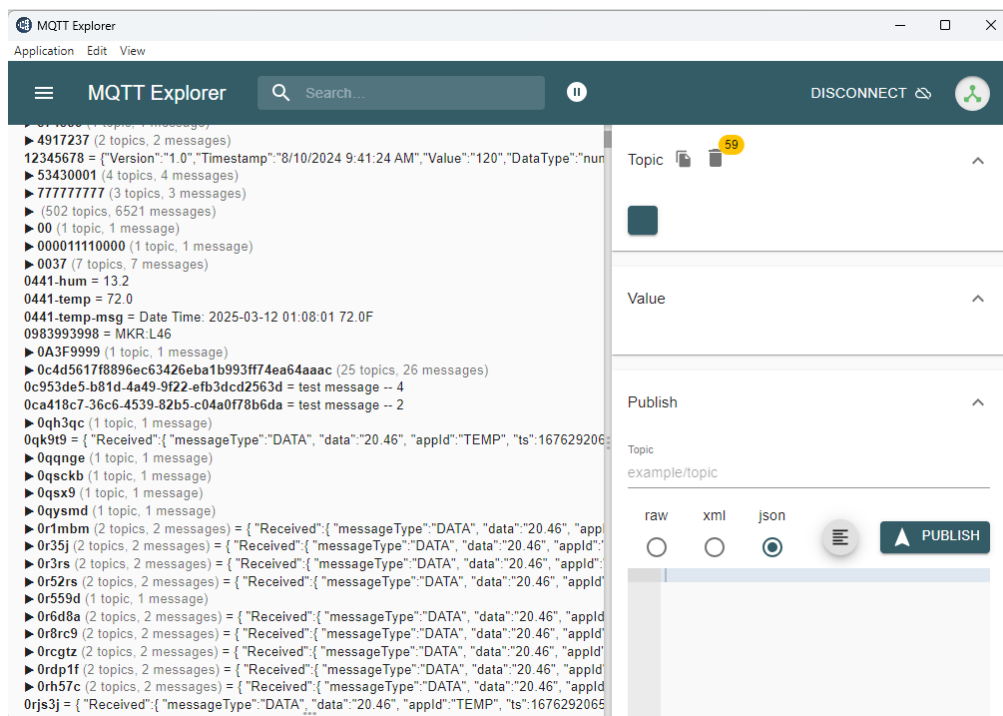 MQTT Explorer
Application Edit View
MQTT Explorer
Search...
DISCONNECT
▶ 4917237 (2 topics, 2 messages)
12345678 = {"Version":"1.0","Timestamp":"8/10/2024 9:41:24 AM","Value":"120","DataType":"num
▶ 53430001 (4 topics, 4 messages)
▶ 777777777 (3 topics, 3 messages)
▶ (502 topics, 6521 messages)
▶ 00 (1 topic, 1 message)
▶ 000011110000 (1 topic, 1 message)
▶ 0037 (7 topics, 7 messages)
0441-hum = 13.2
0441-temp = 72.0
0441-temp-msg = Date Time: 2025-03-12 01:08:01 72.0F
0983993998 = MKR:L46
▶ 0A3F9999 (1 topic, 1 message)
▶ 0c4d5617f8896ec63426eba1b993ff74ea64aaac (25 topics, 26 messages)
0c953de5-b81d-4a49-9f22-efb3dcd2563d = test message -- 4
0ca418c7-36c6-4539-82b5-c04a0f78b6da = test message -- 2
▶ 0qh3qc (1 topic, 1 message)
0qk9t9 = { "Received":{ "messageType":"DATA", "data":"20.46", "appId":"TEMP", "ts":167629206
▶ 0qqnge (1 topic, 1 message)
▶ 0qsckb (1 topic, 1 message)
▶ 0qsx9 (1 topic, 1 message)
▶ 0qysmd (1 topic, 1 message)
▶ 0r1mbm (2 topics, 2 messages) = { "Received":{ "messageType":"DATA", "data":"20.46", "appl
▶ 0r35j (2 topics, 2 messages) = { "Received":{ "messageType":"DATA", "data":"20.46", "appId":"
▶ 0r3rs (2 topics, 2 messages) = { "Received":{ "messageType":"DATA", "data":"20.46", "appId":
▶ 0r52rs (2 topics, 2 messages) = { "Received":{ "messageType":"DATA", "data":"20.46", "appId"
▶ 0r559d (1 topic, 1 message)
▶ 0r6d8a (2 topics, 2 messages) = { "Received":{ "messageType":"DATA", "data":"20.46", "appId
▶ 0r8rc9 (2 topics, 2 messages) = { "Received":{ "messageType":"DATA", "data":"20.46", "appId'
▶ 0rcgtz (2 topics, 2 messages) = { "Received":{ "messageType":"DATA", "data":"20.46", "appId'
▶ 0rdp1f (2 topics, 2 messages) = { "Received":{ "messageType":"DATA", "data":"20.46", "appId'
▶ 0rh57c (2 topics, 2 messages) = { "Received":{ "messageType":"DATA", "data":"20.46", "appId
0rjs3j = { "Received":{ "messageType":"DATA", "data":"20.46", "appId":"TEMP", "ts":1676292065
Topic 59
Value
Publish
Topic
example/topic
raw xml json
PUBLISH